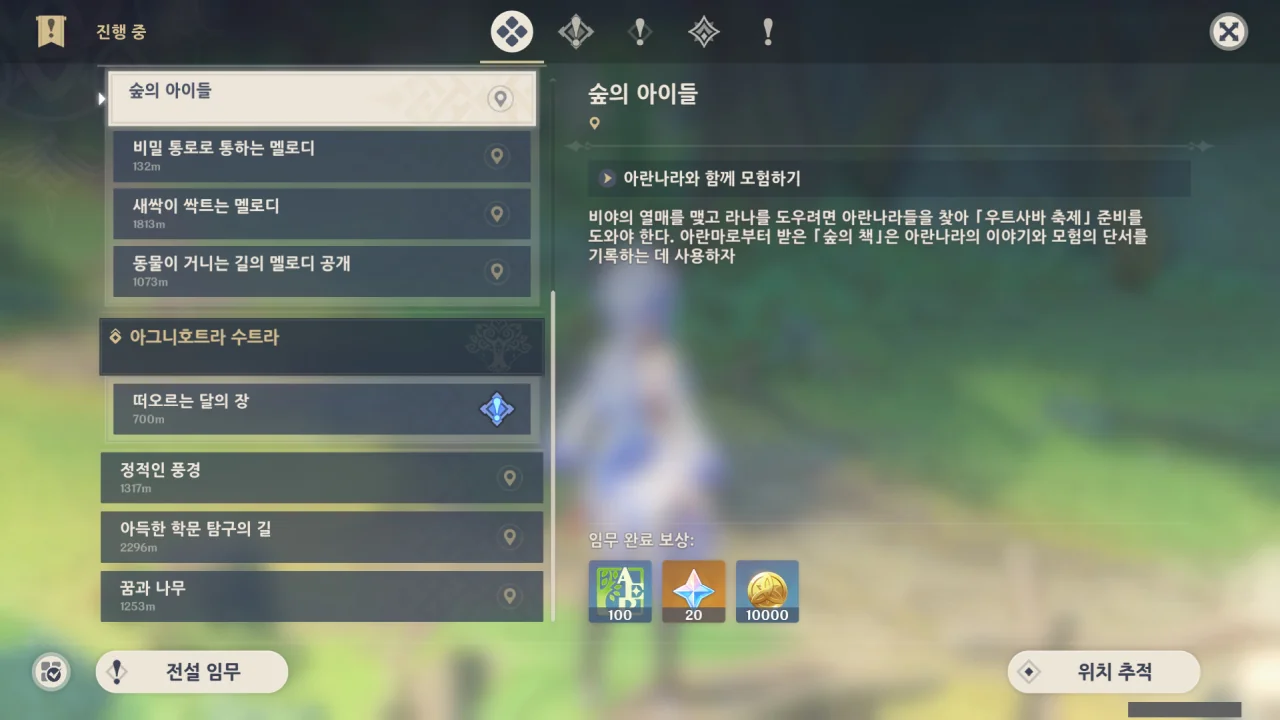 진행 중
숲의 아이들
비밀 통로로 통하는 멜로디
132m
새싹이 싹트는 멜로디
1813m
동물이 거니는 길의 멜로디 공개
1073m
아그니호트라 수트라
떠오르는 달의 장
700m
정적인 풍경
1317m
아득한 학문 탐구의 길
2296m
꿈과 나무
1253m
전설 임무
숲의 아이들
아란나라와 함께 모험하기
비야의 열매를 맺고 라나를 도우려면 아란나라들을 찾아 「우트사바 축제」 준비를
도와야 한다. 아란마로부터 받은 「숲의 책」은 아란나라의 이야기와 모험의 단서를
기록하는 데 사용하자
임무 완료 보상:
100
20
10000
위치 추적